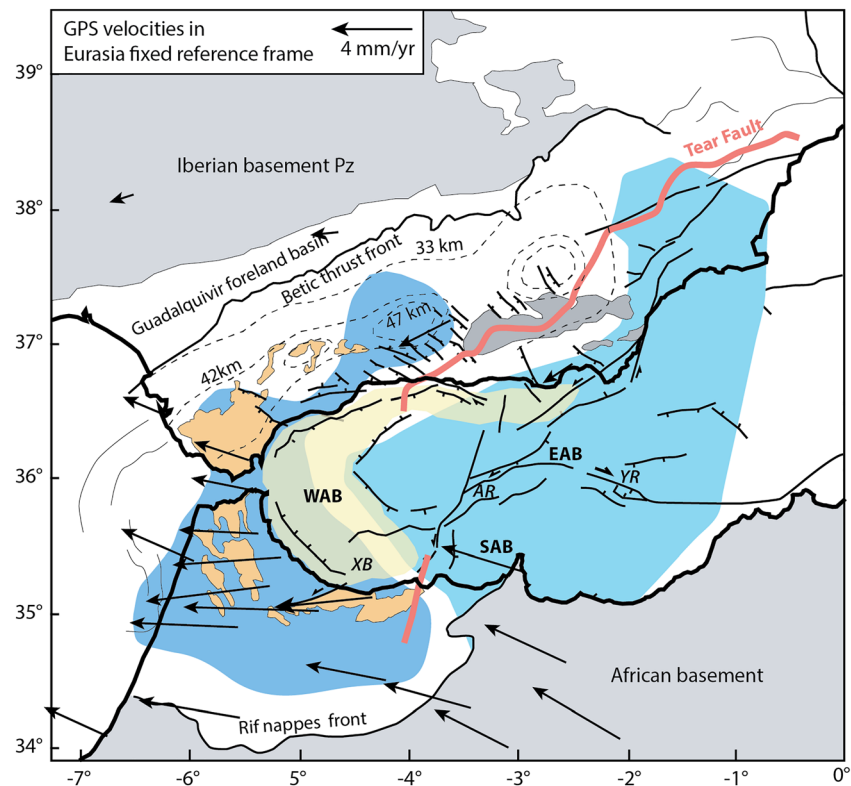 GPS velocities in
Eurasia fixed reference frame
4 mm/yr
39°
Tear Fault
Iberian basement Pz
38°
33 km
Guadalquivir foreland basin
Betic thrust front
47 km
37°
42km
EAB
36°
YR
WAB
AR
SAB
XB
35°
African basement
Rif nappes front
34°
-7°
-6°
5°
-4°
-3°
-2°
-1°
0°